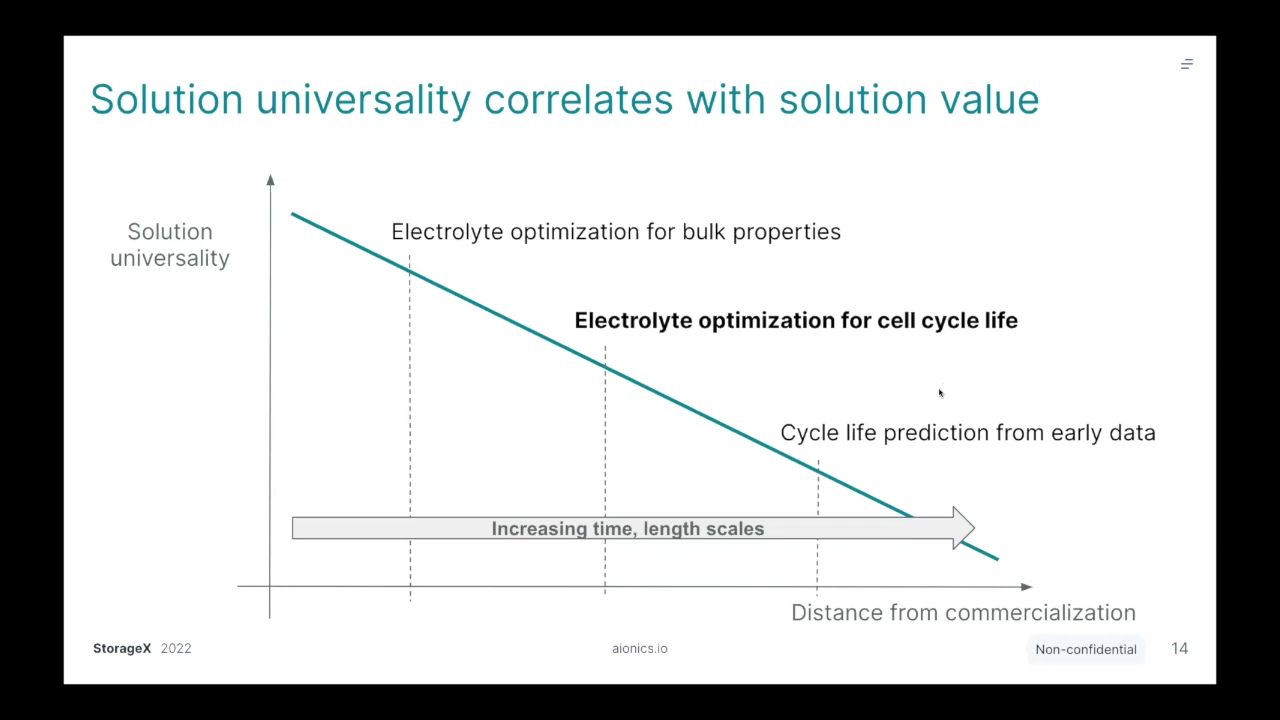 Solution universality correlates with solution value
Solution
universality
Electrolyte optimization for bulk properties
Electrolyte optimization for cell cycle life
Cycle life prediction from early data
Increasing time, length scales
Distance from commercialization
StorageX 2022
aionics.io
Non-confidential
14